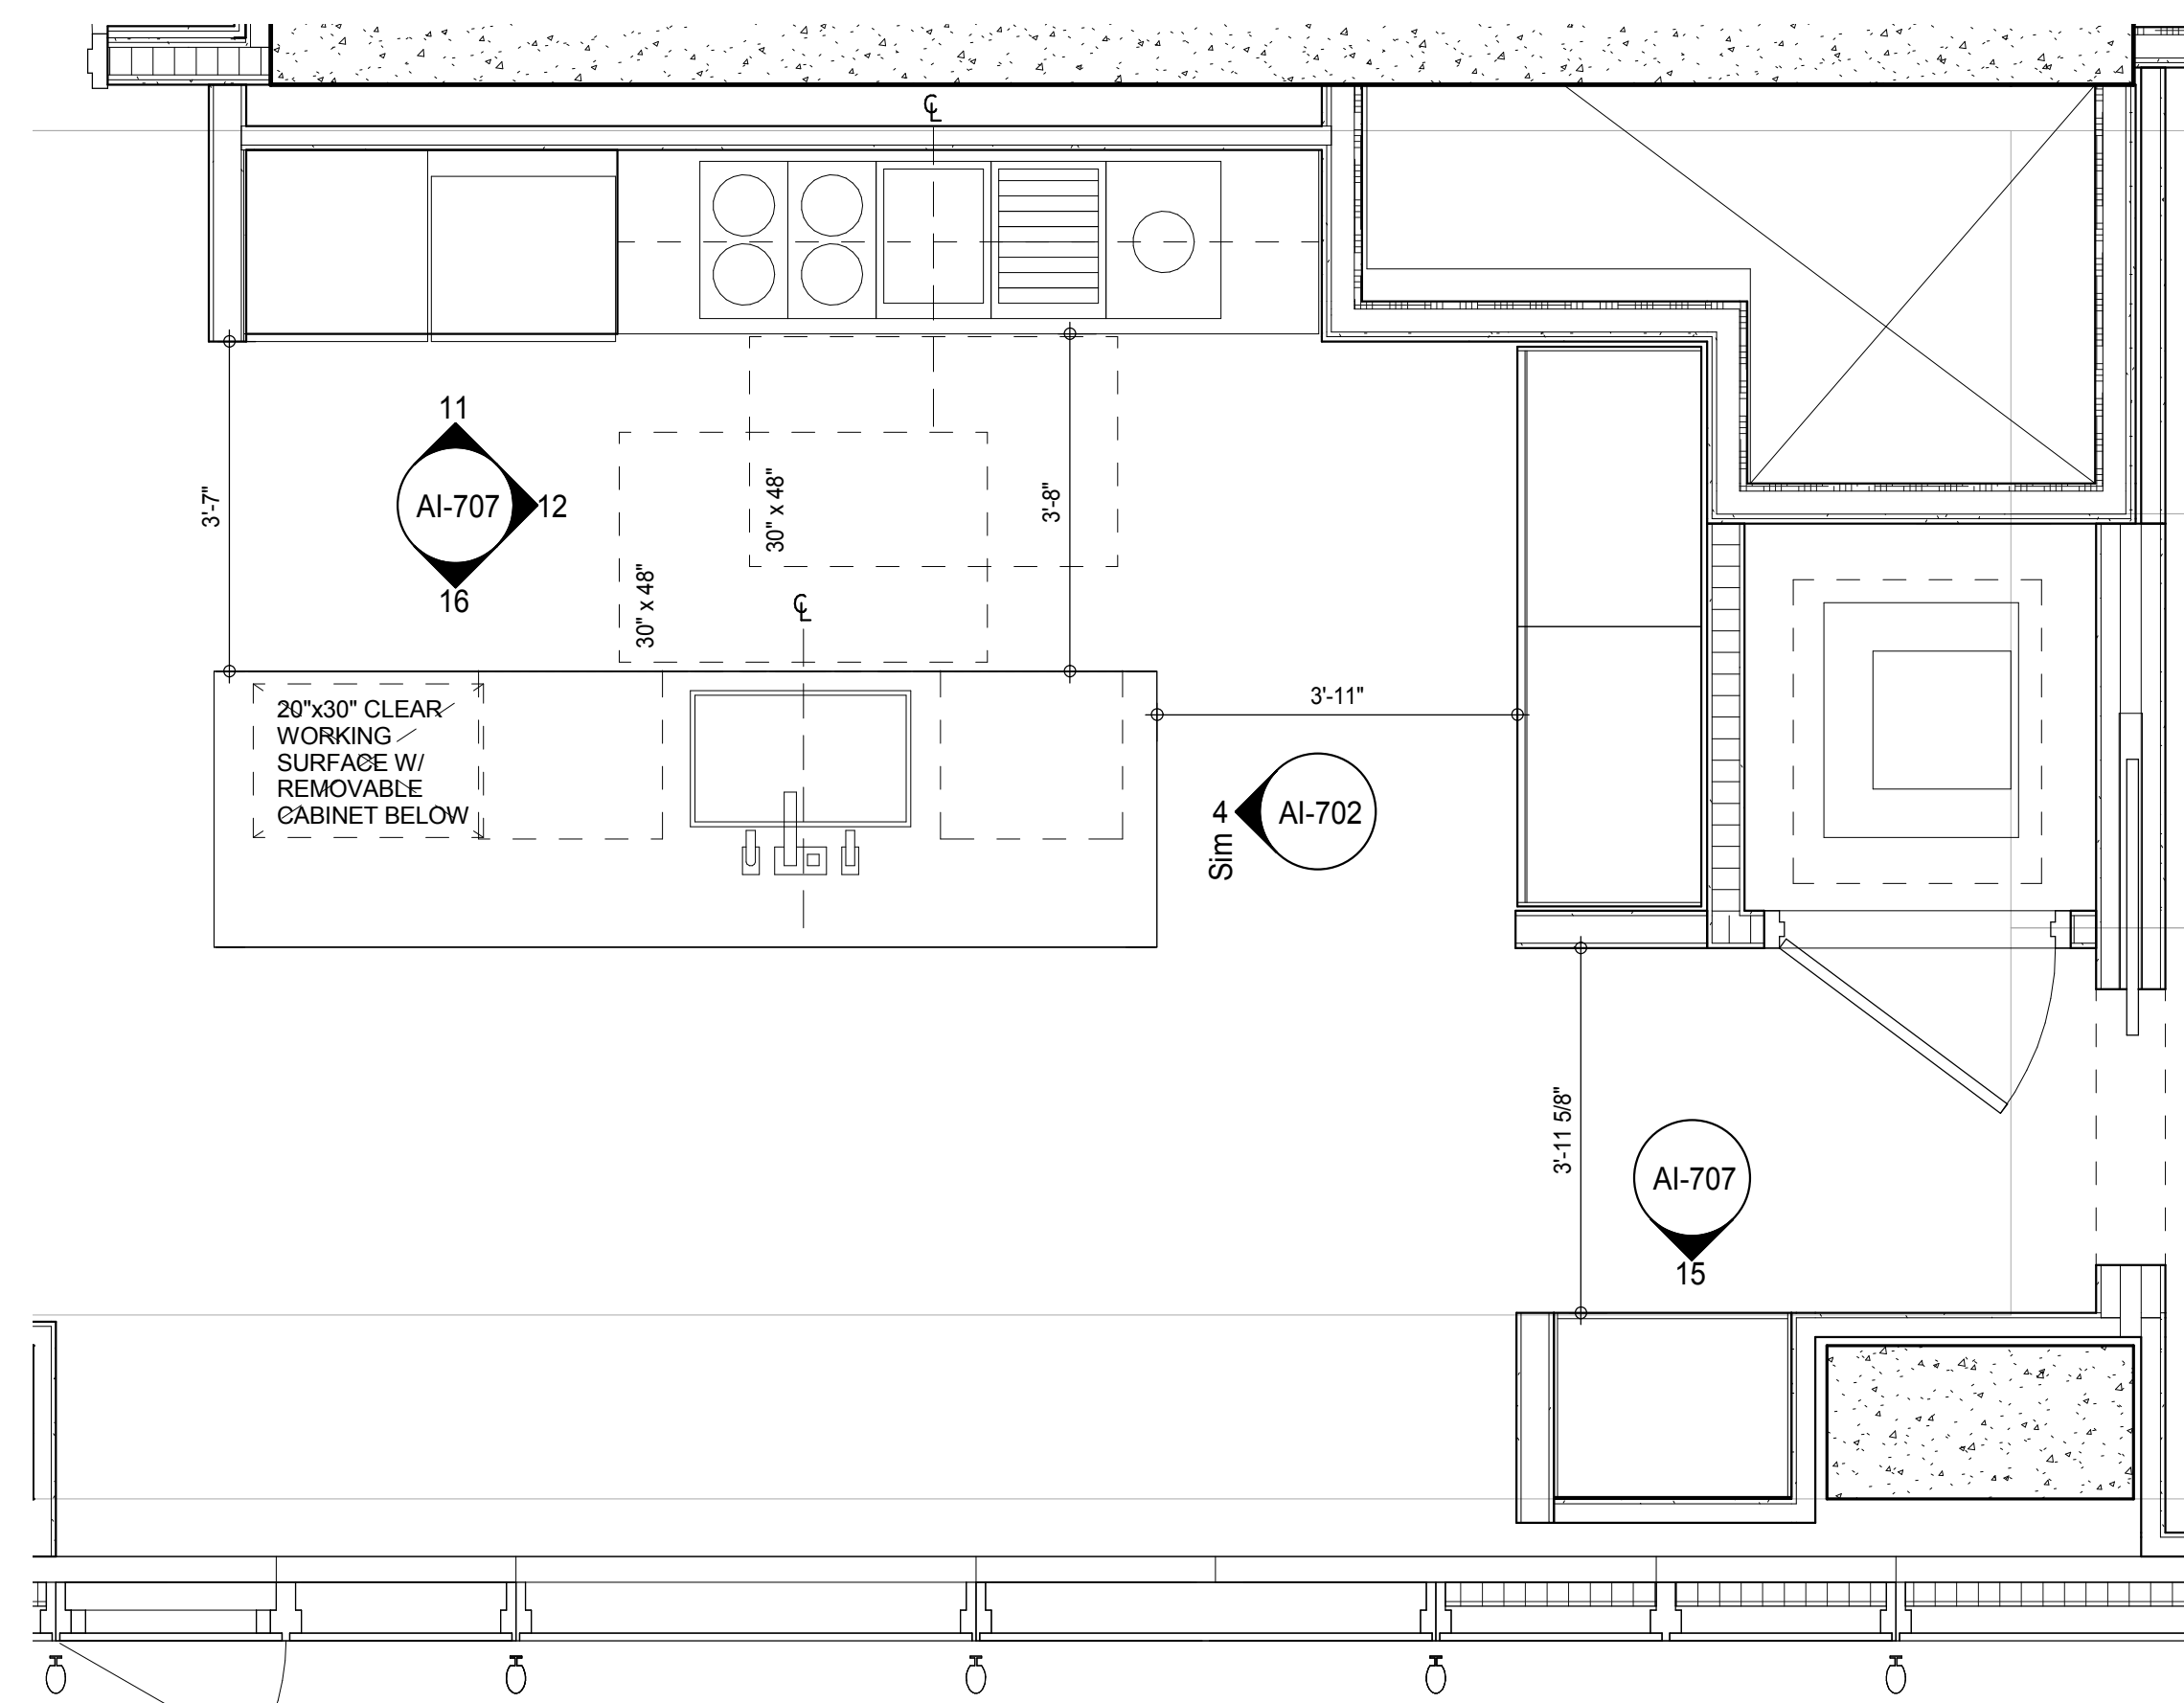 ℄
11
AI-707
12
16
3'-7"
30" x 48"
30" x 48"
3'-8"
℄
20"x30" CLEAR
WORKING
SURFACE W/
REMOVABLE
CABINET BELOW
3'-11"
4
Sim
AI-702
3'-11 5/8"
AI-707
15